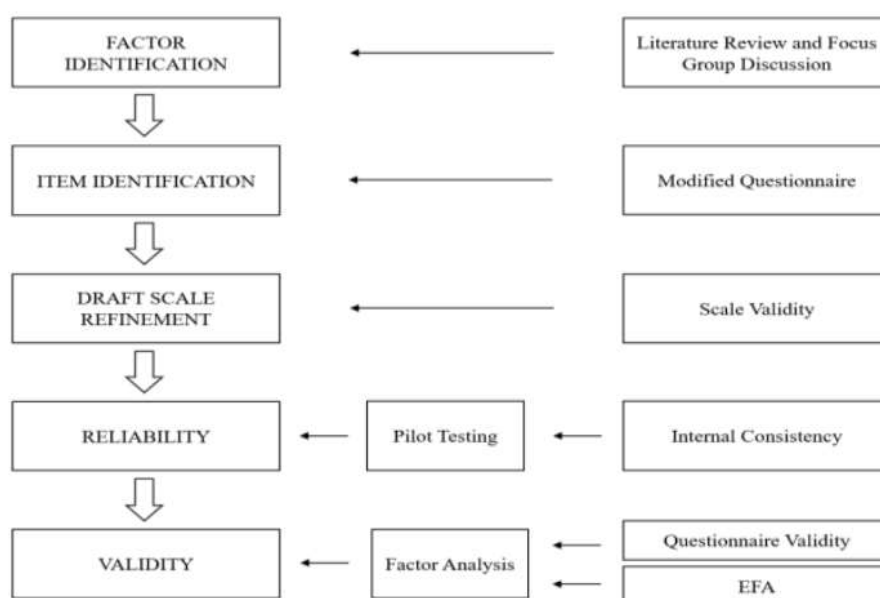 FACTOR
IDENTIFICATION
Literature Review and Focus
Group Discussion
ITEM IDENTIFICATION
Modified Questionnaire
DRAFT SCALE
REFINEMENT
Scale Validity
RELIABILITY
Pilot Testing
Internal Consistency
VALIDITY
Factor Analysis
Questionnaire Validity
EFA